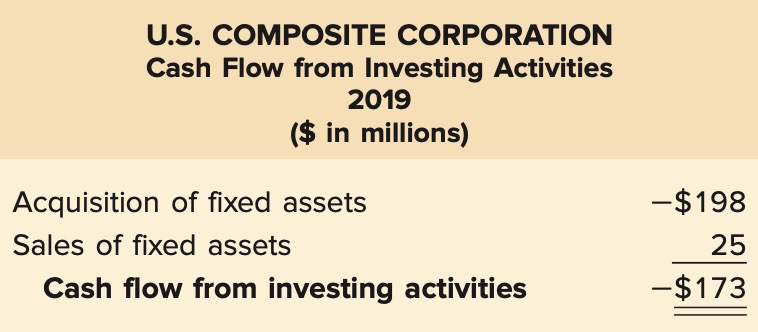 U.S. COMPOSITE CORPORATION
Cash Flow from Investing Activities
2019
($ in millions)
Acquisition of fixed assets −$198
Sales of fixed assets 25
Cash flow from investing activities −$173